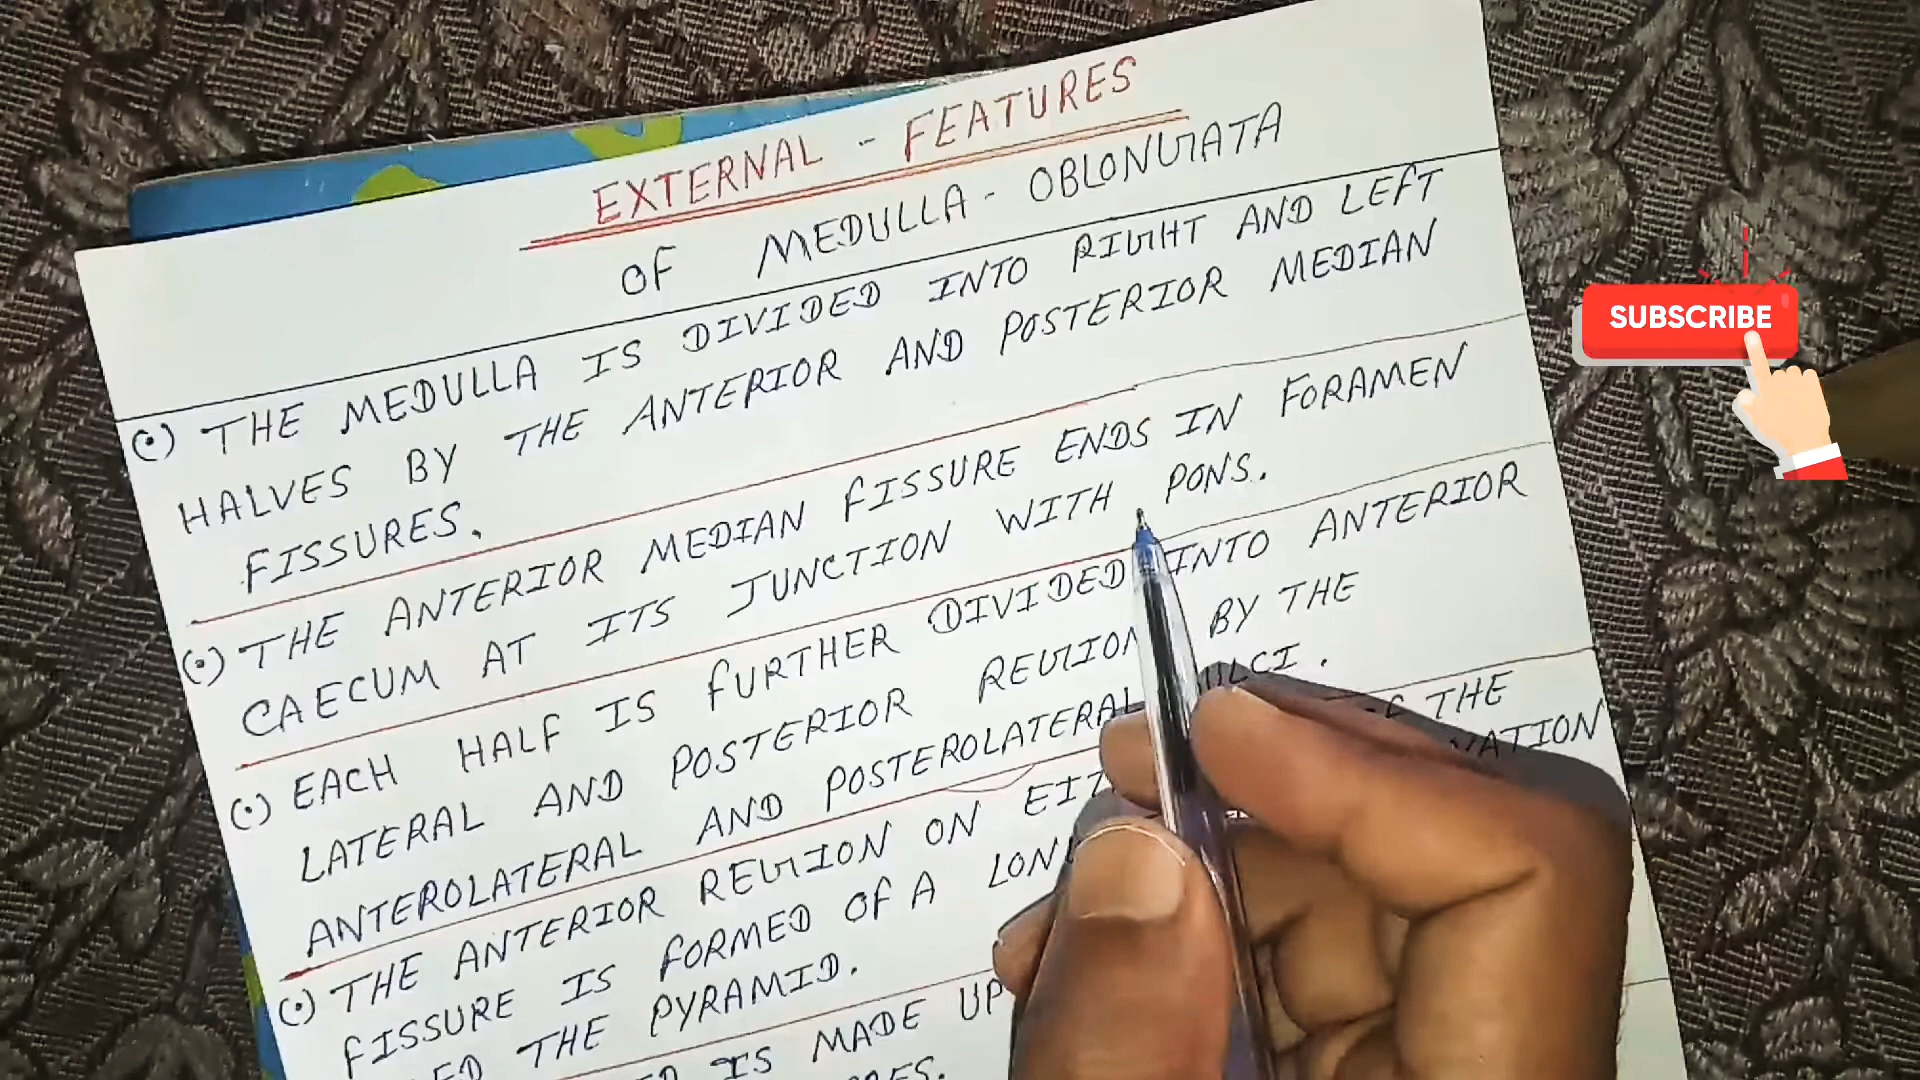 EXTERNAL - FEATURES
OF MEDULLA - OBLONGATA
(•) THE MEDULLA IS DIVIDED INTO RIGHT AND LEFT
HALVES BY THE ANTERIOR AND POSTERIOR MEDIAN
FISSURES.
(•) THE ANTERIOR MEDIAN FISSURE ENDS IN FORAMEN
CAECUM AT ITS JUNCTION WITH PONS.
(•) EACH HALF IS FURTHER DIVIDED INTO ANTERIOR
LATERAL AND POSTERIOR REGION BY THE
ANTEROLATERAL AND POSTEROLATERAL
(•) THE ANTERIOR REGION ON THE
FISSURE IS FORMED OF A
THE PYRAMID.
IS MADE UP
SUBSCRIBE